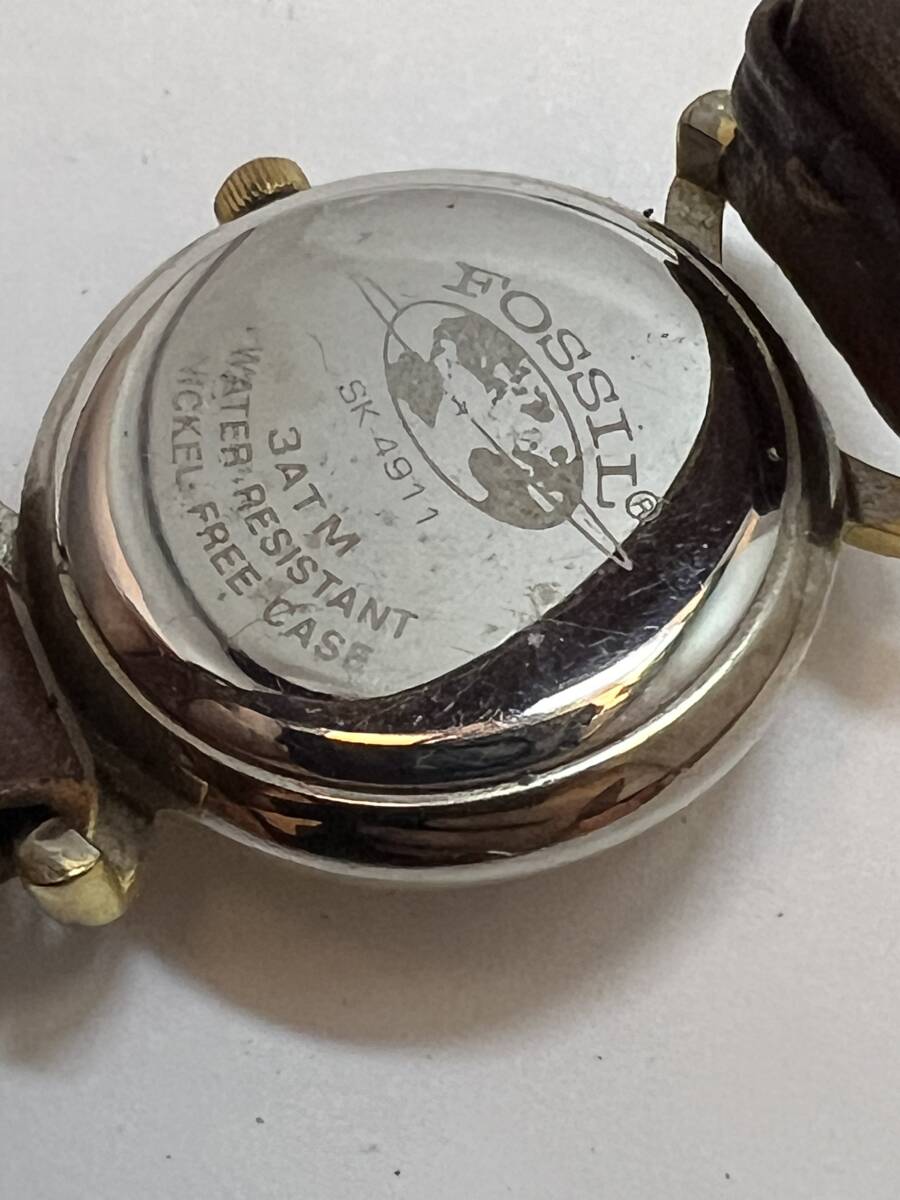 FOSSIL®
SK-4911
3ATM
WATER RESISTANT
NICKEL FREE CASE